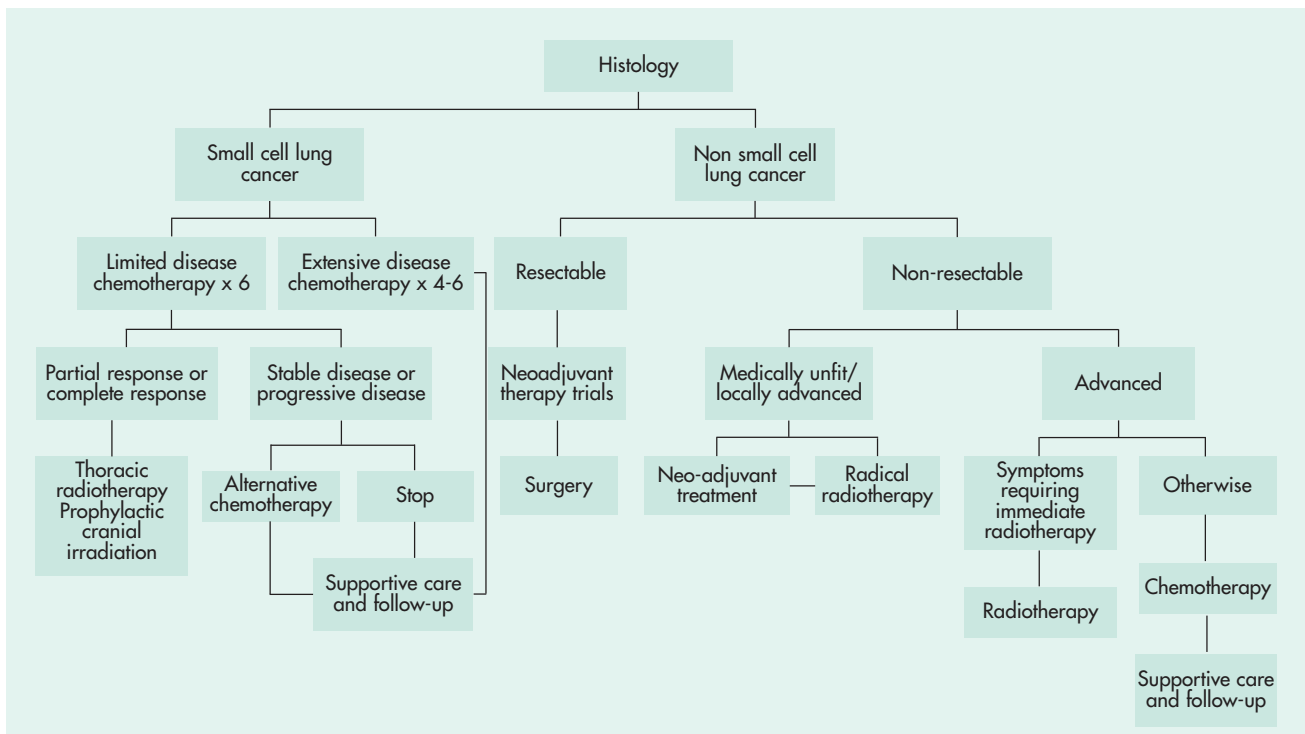 Histology
Small cell lung
cancer
Non small cell
lung cancer
Limited disease
chemotherapy x 6
Extensive disease
chemotherapy x 4-6
Resectable
Non-resectable
Partial response or
complete response
Stable disease or
progressive disease
Neoadjuvant
therapy trials
Medically unfit/
locally advanced
Advanced
Thoracic
radiotherapy
Prophylactic
cranial
irradiation
Alternative
chemotherapy
Stop
Surgery
Neo-adjuvant
treatment
Radical
radiotherapy
Symptoms
requiring
immediate
radiotherapy
Otherwise
Supportive care
and follow-up
Radiotherapy
Chemotherapy
Supportive care
and follow-up